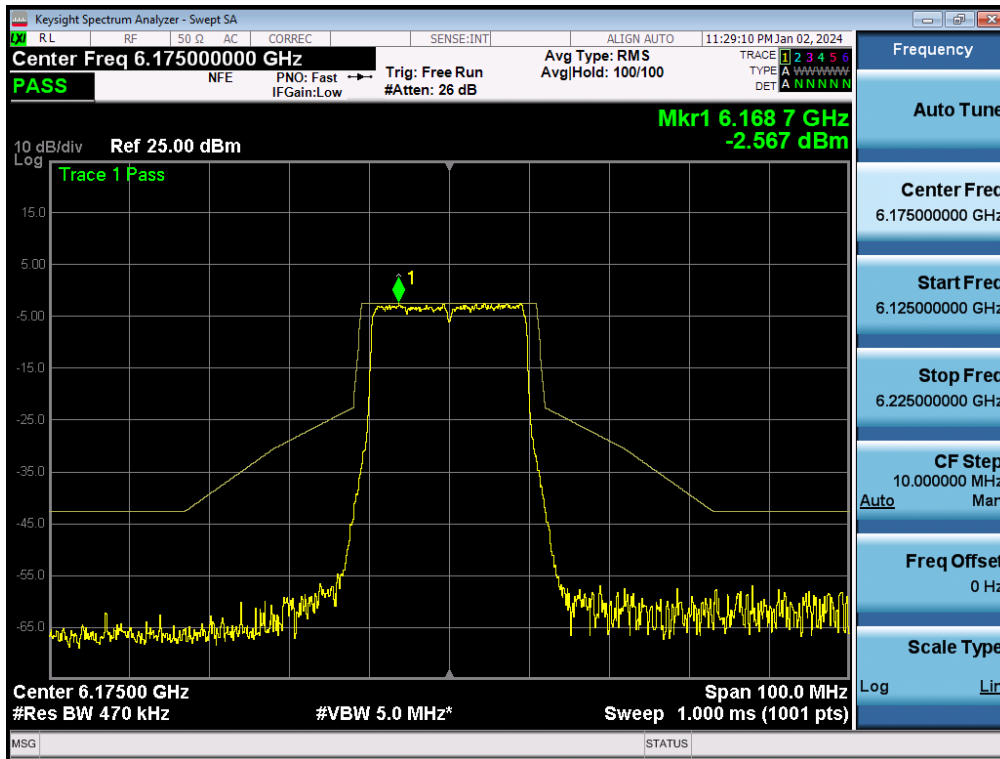 Keysight Spectrum Analyzer - Swept SA
LXI RL RF 50 Ω AC CORREC SENSE:INT ALIGN AUTO 11:29:10 PM Jan 02, 2024
Center Freq 6.175000000 GHz
PASS
NFE
PNO: Fast
IFGain:Low
Trig: Free Run
#Atten: 26 dB
Avg Type: RMS
Avg|Hold: 100/100
TRACE 1 2 3 4 5 6
TYPE A WWWWW
DET A N N N N N
Mkr1 6.168 7 GHz
-2.567 dBm
10 dB/div Ref 25.00 dBm
Log
Trace 1 Pass
15.0
5.00
-5.00
-15.0
-25.0
-35.0
-45.0
-55.0
-65.0
1
Center 6.17500 GHz Span 100.0 MHz
#Res BW 470 kHz #VBW 5.0 MHz* Sweep 1.000 ms (1001 pts)
MSG STATUS
Frequency
Auto Tune
Center Freq
6.175000000 GHz
Start Freq
6.125000000 GHz
Stop Freq
6.225000000 GHz
CF Step
10.000000 MHz
Auto Man
Freq Offset
0 Hz
Scale Type
Log Lin